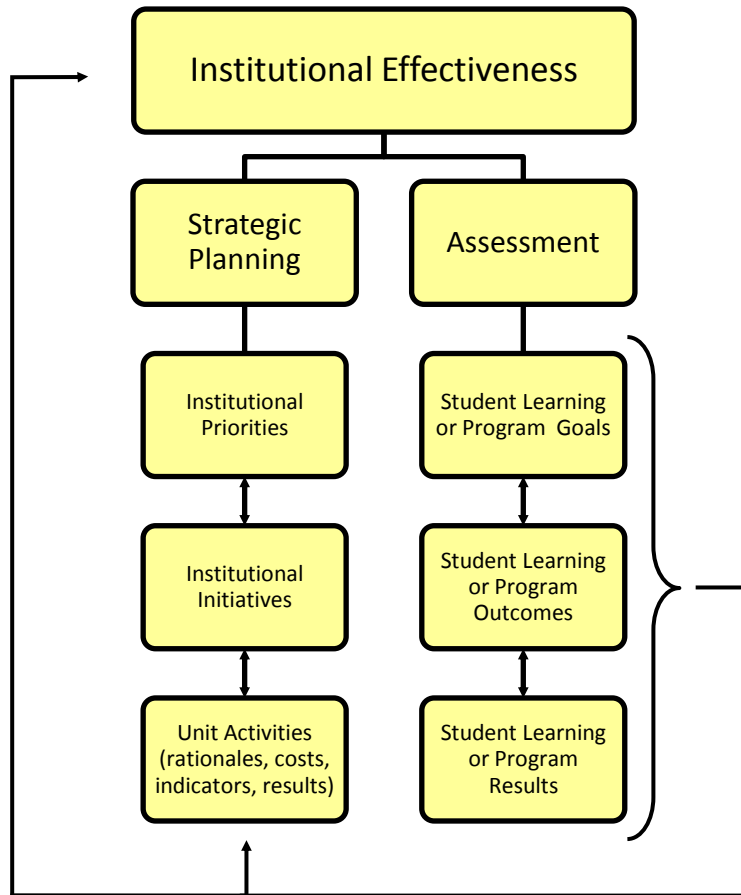 Institutional Effectiveness
Strategic
Planning
Assessment
Institutional
Priorities
Student Learning
or Program Goals
Institutional
Initiatives
Student Learning
or Program
Outcomes
Unit Activities
(rationales, costs,
indicators, results)
Student Learning
or Program
Results